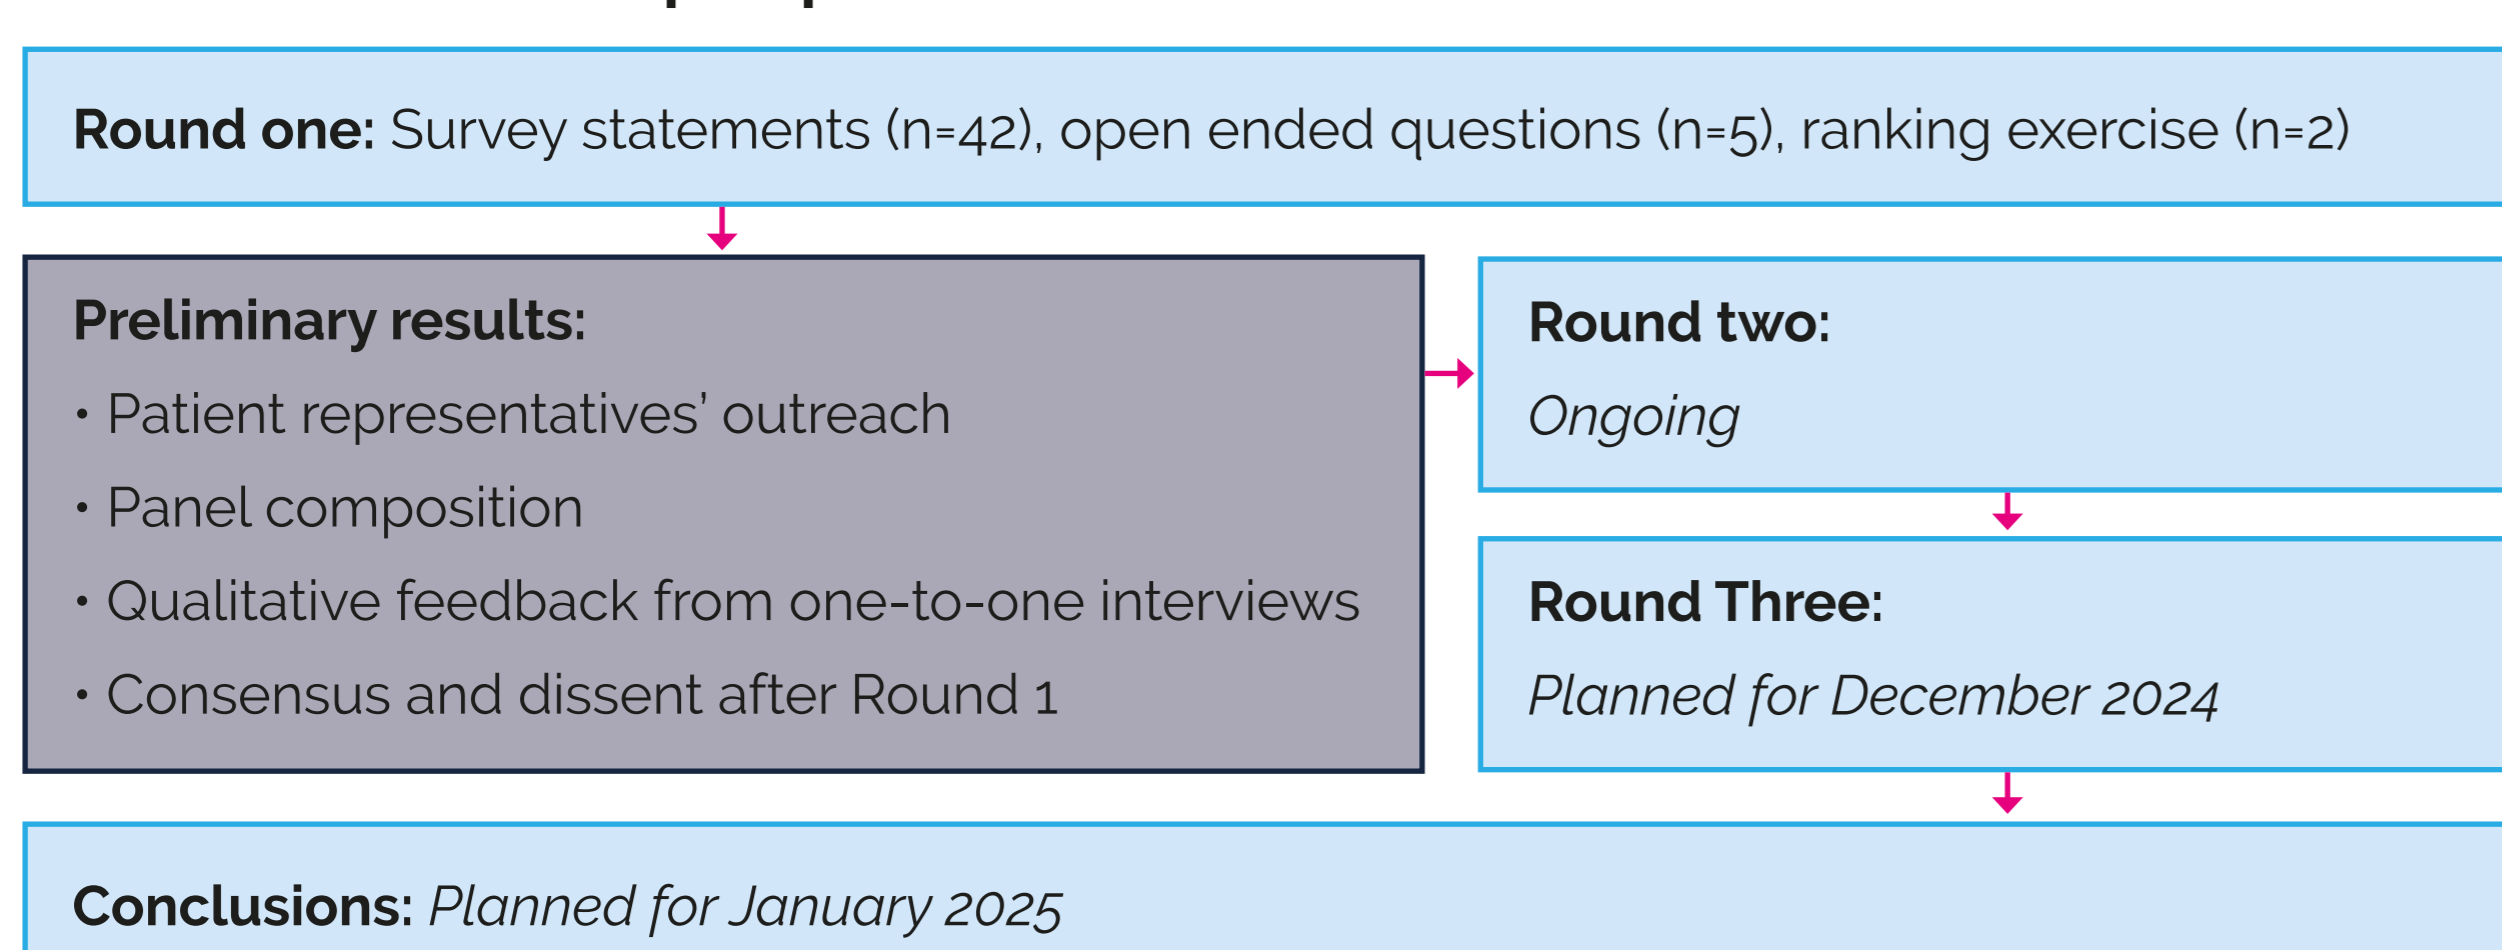 Round one: Survey statements (n=42), open ended questions (n=5), ranking exercise (n=2)
Preliminary results:
• Patient representatives’ outreach
• Panel composition
• Qualitative feedback from one-to-one interviews
• Consensus and dissent after Round 1
Round two:
Ongoing
Round Three:
Planned for December 2024
Conclusions: Planned for January 2025